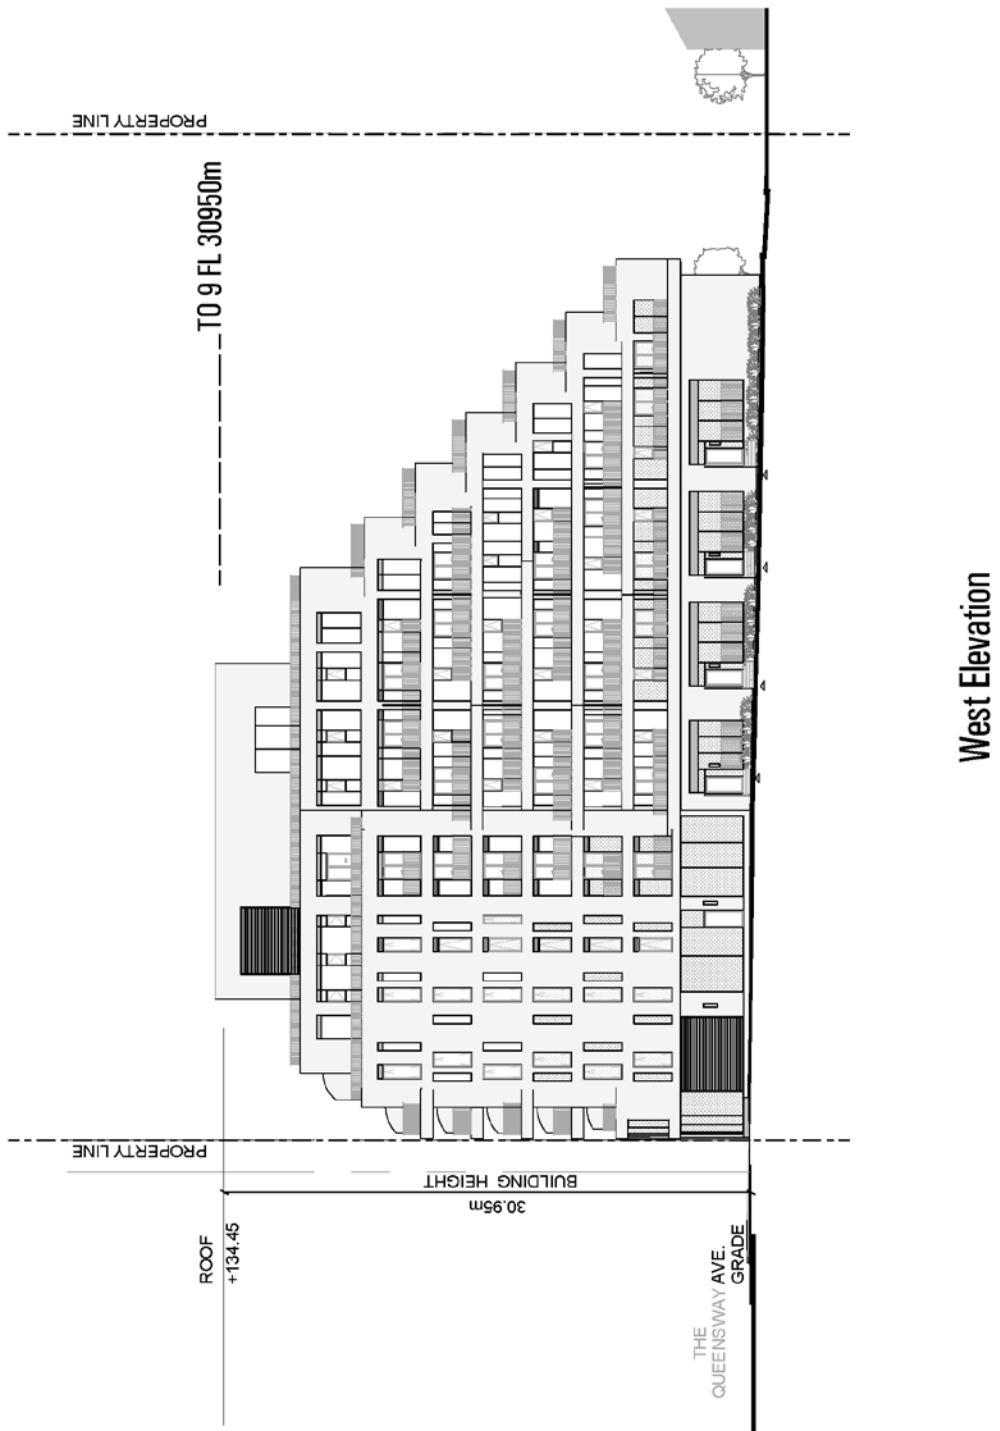 PROPERTY LINE
TO 9 FL 30950m
PROPERTY LINE
BUILDING HEIGHT
30.95m
ROOF
+134.45
THE
QUEENSWAY AVE.
GRADE
West Elevation